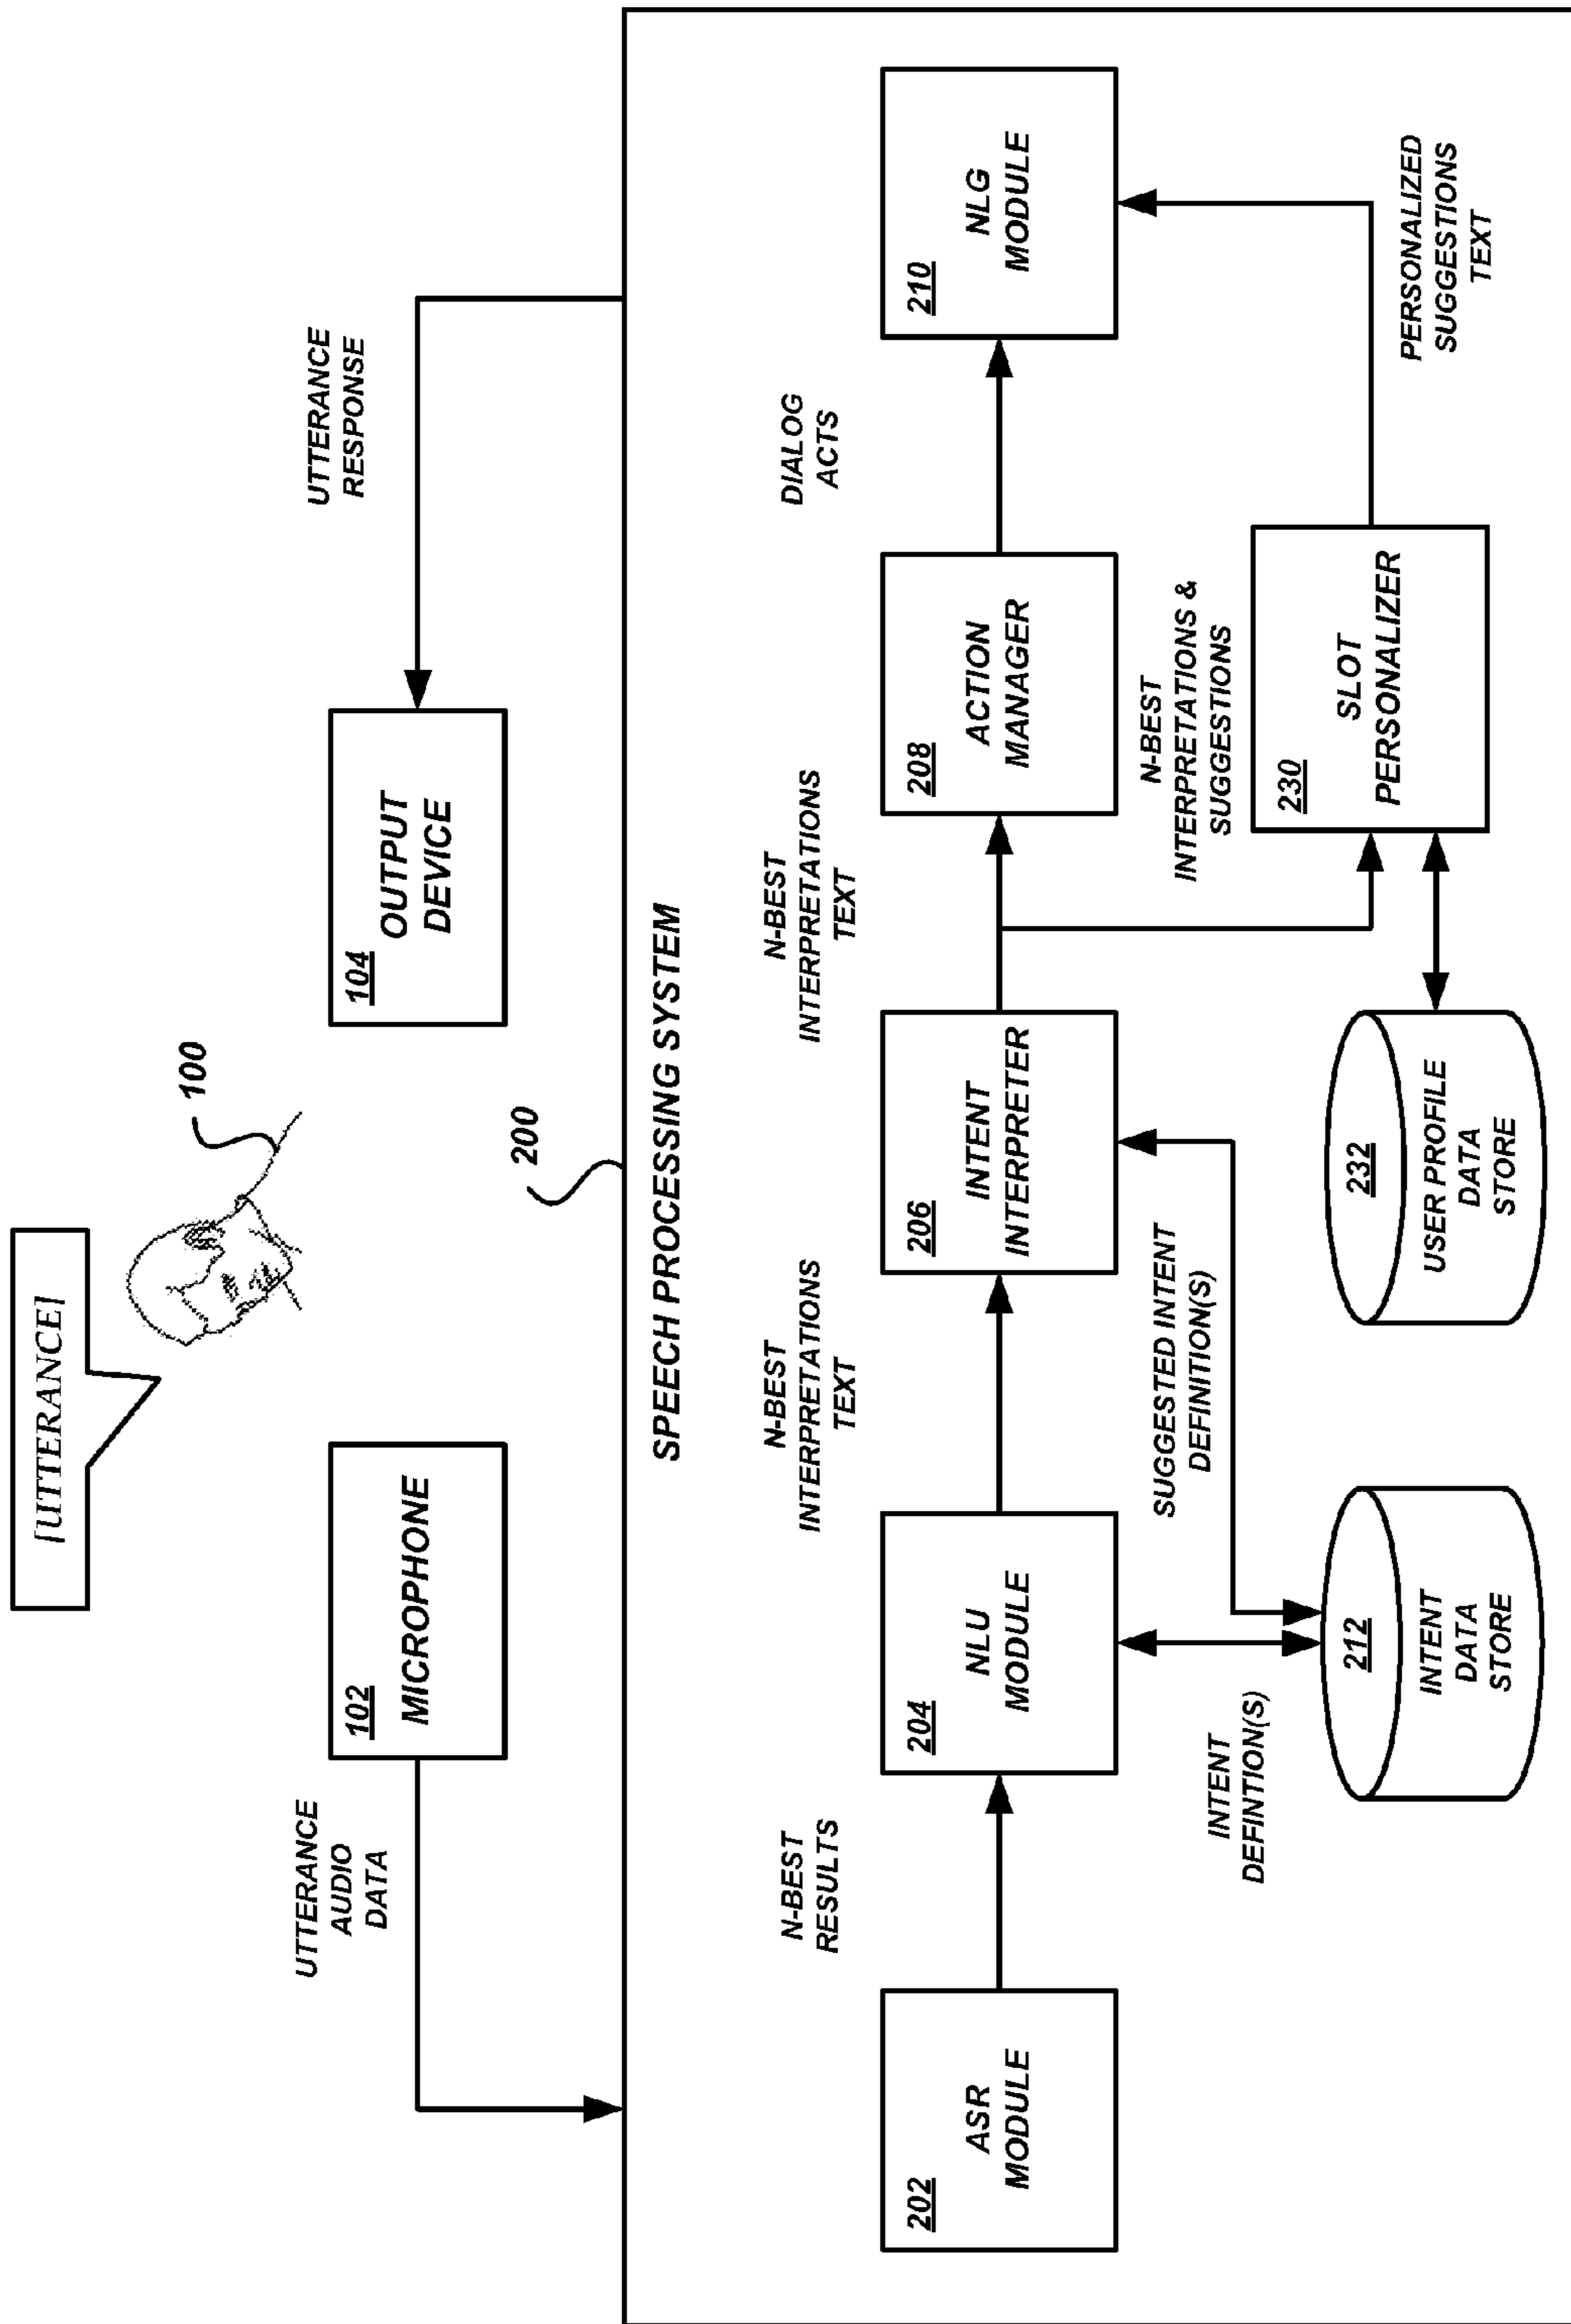 [UTTERANCE]
100
102
MICROPHONE
104
OUTPUT
DEVICE
UTTERANCE
AUDIO
DATA
UTTERANCE
RESPONSE
200
SPEECH PROCESSING SYSTEM
202
ASR
MODULE
N-BEST
RESULTS
204
NLU
MODULE
N-BEST
INTERPRETATIONS
TEXT
206
INTENT
INTERPRETER
N-BEST
INTERPRETATIONS
TEXT
208
ACTION
MANAGER
DIALOG
ACTS
210
NLG
MODULE
INTENT
DEFINTION(S)
SUGGESTED INTENT
DEFINITION(S)
N-BEST
INTERPRETATIONS &
SUGGESTIONS
PERSONALIZED
SUGGESTIONS
TEXT
212
INTENT
DATA
STORE
232
USER PROFILE
DATA
STORE
230
SLOT
PERSONALIZER